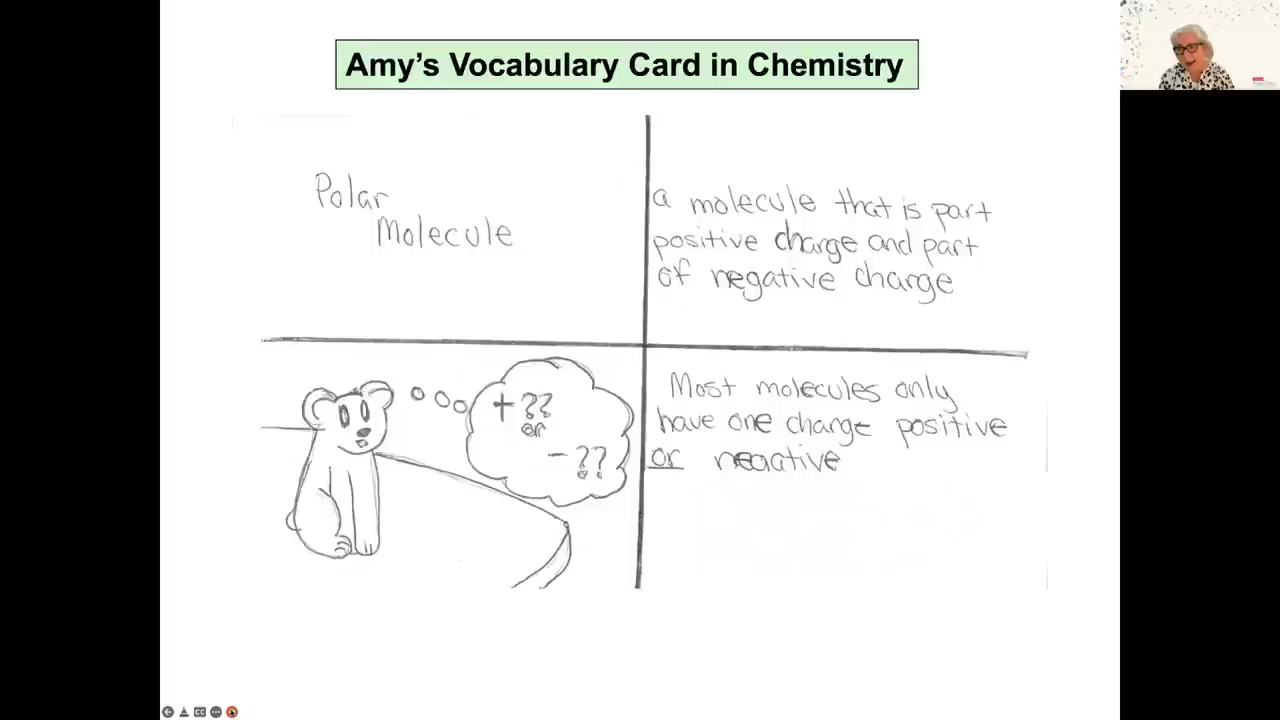 Amy's Vocabulary Card in Chemistry
Polar
Molecule
a molecule that is part
positive charge and part
of negative charge
+ ??
or
- ??
Most molecules only
have one charge positive
or negative
CC